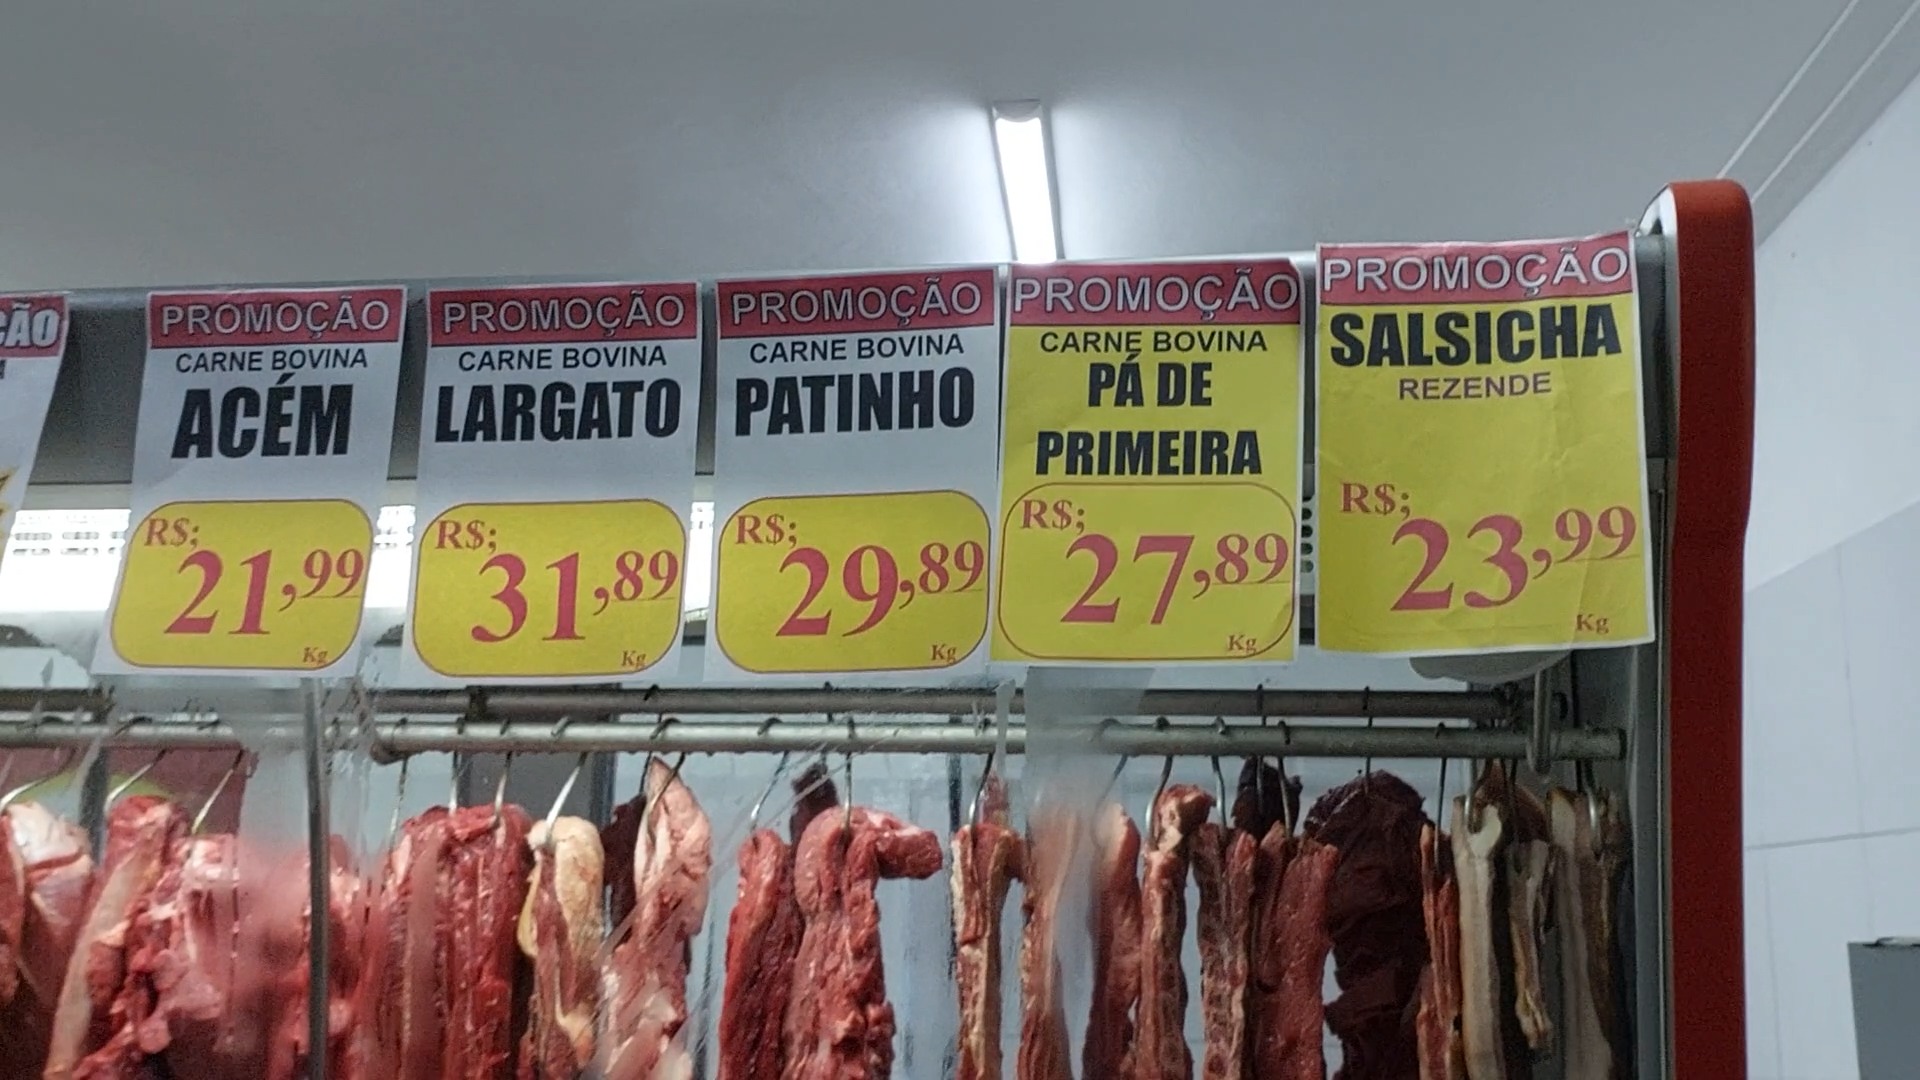 ÇÃO
PROMOÇÃO
CARNE BOVINA
ACÉM
R$;
21,99
Kg
PROMOÇÃO
CARNE BOVINA
LARGATO
R$;
31,89
Kg
PROMOÇÃO
CARNE BOVINA
PATINHO
R$;
29,89
Kg
PROMOÇÃO
CARNE BOVINA
PÁ DE
PRIMEIRA
R$;
27,89
Kg
PROMOÇÃO
SALSICHA
REZENDE
R$;
23,99
Kg